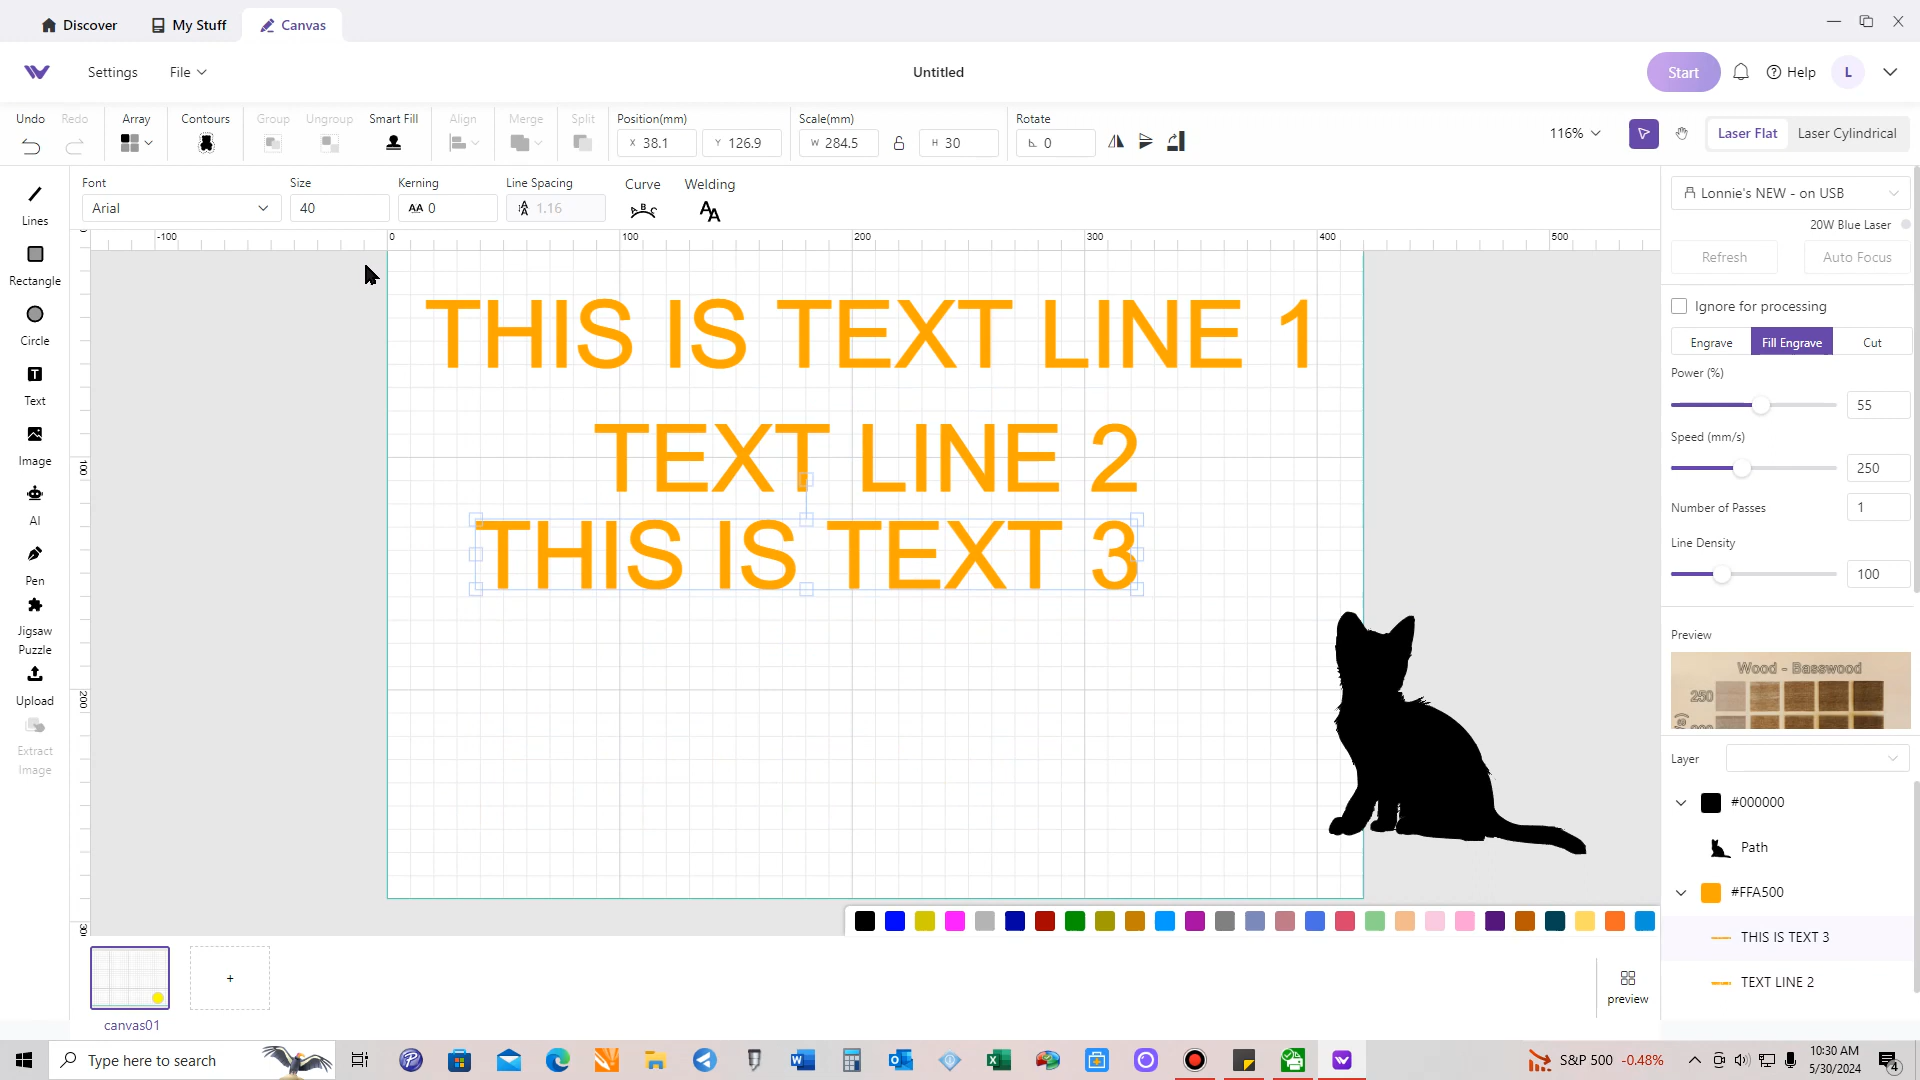 Discover My Stuff Canvas
Settings File Untitled Start Help L
Undo Redo Array Contours Group Ungroup Smart Fill Align Merge Split Position(mm) Scale(mm) Rotate
X 38.1 Y 126.9 W 284.5 H 30 0 116% Laser Flat Laser Cylindrical
Font Size Kerning Line Spacing Curve Welding
Arial 40 AA 0 1.16 ABC AA
-100 0 100 200 300 400 500
Lines
Rectangle
Circle
T
Text
Image
AI
Pen
Jigsaw
Puzzle
Upload
Extract
Image
100
200
THIS IS TEXT LINE 1
TEXT LINE 2
THIS IS TEXT 3
Lonnie's NEW - on USB
20W Blue Laser
Refresh Auto Focus
Ignore for processing
Engrave Fill Engrave Cut
Power (%)
55
Speed (mm/s)
250
Number of Passes 1
Line Density
100
Preview
Wood - Basswood
250
Layer
#000000
Path
#FFA500
THIS IS TEXT 3
TEXT LINE 2
+
canvas01
preview
Type here to search
S&P 500 -0.48%
10:30 AM
5/30/2024
4